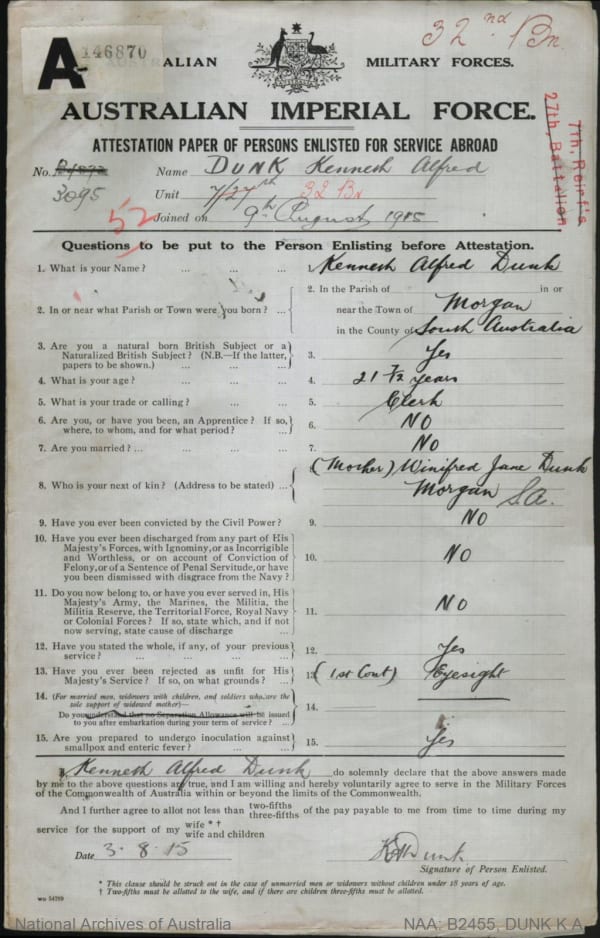 A 146870
32nd Bn.
AUSTRALIAN MILITARY FORCES.
AUSTRALIAN IMPERIAL FORCE.
ATTESTATION PAPER OF PERSONS ENLISTED FOR SERVICE ABROAD
7th. Reinf's
27th, Battalion.
No. 3095 Name DUNK Kenneth Alfred
Unit 7/27th 32 Bn
52 Joined on 9th August 1915
Questions to be put to the Person Enlisting before Attestation.
1. What is your Name? ... ... ... 1. Kenneth Alfred Dunk
2. In or near what Parish or Town were you born? ... 2. In the Parish of in or
near the Town of Morgan
in the County of South Australia
3. Are you a natural born British Subject or a
Naturalized British Subject? (N.B.—If the latter,
papers to be shown.) ... ... 3. Yes
4. What is your age? ... ... ... 4. 21 7/12 years
5. What is your trade or calling? ... ... 5. Clerk
6. Are you, or have you been, an Apprentice? If so,
where, to whom, and for what period? ... 6. NO
7. Are you married? ... ... ... ... 7. NO
8. Who is your next of kin? (Address to be stated) ... (Mother) Winifred Jane Dunk
Morgan S.A.
9. Have you ever been convicted by the Civil Power? 9. NO
10. Have you ever been discharged from any part of His
Majesty's Forces, with Ignominy, or as Incorrigible
and Worthless, or on account of Conviction of
Felony, or of a Sentence of Penal Servitude, or have
you been dismissed with disgrace from the Navy? 10. NO
11. Do you now belong to, or have you ever served in, His
Majesty's Army, the Marines, the Militia, the
Militia Reserve, the Territorial Force, Royal Navy
or Colonial Forces? If so, state which, and if not
now serving, state cause of discharge ... 11. NO
12. Have you stated the whole, if any, of your previous
service? ... ... ... ... 12. Yes
13. Have you ever been rejected as unfit for His
Majesty's Service? If so, on what grounds? ... 13 (1st Cont) Eyesight
14. (For married men, widowers with children, and soldiers who are the
sole support of widowed mother)—
Do you understand that no Separation Allowance will be issued
to you after embarkation during your term of service? ... 14.
15. Are you prepared to undergo inoculation against
smallpox and enteric fever? ... ... 15. Yes
I, Kenneth Alfred Dunk do solemnly declare that the above answers made
by me to the above questions are true, and I am willing and hereby voluntarily agree to serve in the Military Forces
of the Commonwealth of Australia within or beyond the limits of the Commonwealth.
And I further agree to allot not less than two-fifths three-fifths of the pay payable to me from time to time during my
service for the support of my wife * † wife and children
Date 3.8.15 KADunk
Signature of Person Enlisted.
* This clause should be struck out in the case of unmarried men or widowers without children under 18 years of age.
† Two-fifths must be allotted to the wife, and if there are children three-fifths must be allotted.
National Archives of Australia NAA: B2455, DUNK K A